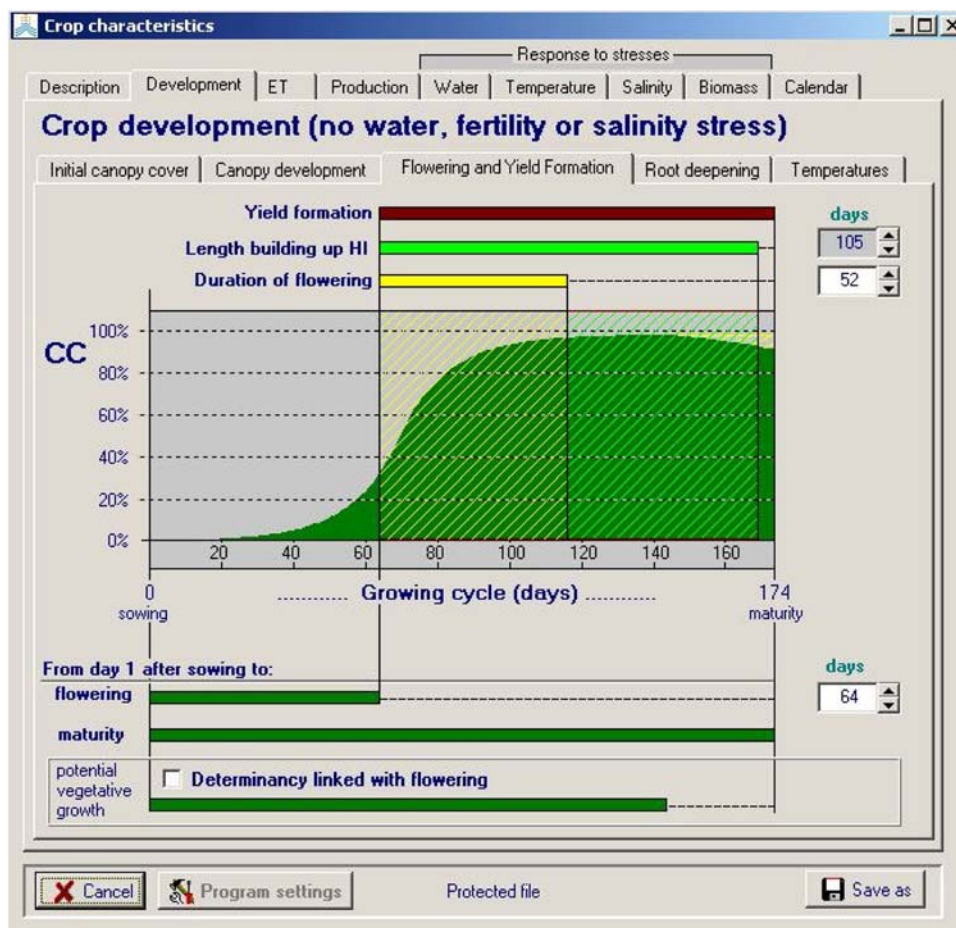 Crop characteristics
Response to stresses
Description Development ET Production Water Temperature Salinity Biomass Calendar
Crop development (no water, fertility or salinity stress)
Initial canopy cover Canopy development Flowering and Yield Formation Root deepening Temperatures
Yield formation days
Length building up HI 105
Duration of flowering 52
100%
CC
80%
60%
40%
20%
0%
20 40 60 80 100 120 140 160
0 .......... Growing cycle (days) .......... 174
sowing maturity
From day 1 after sowing to: days
flowering 64
maturity
potential
vegetative
growth
Determinancy linked with flowering
Cancel Program settings Protected file Save as